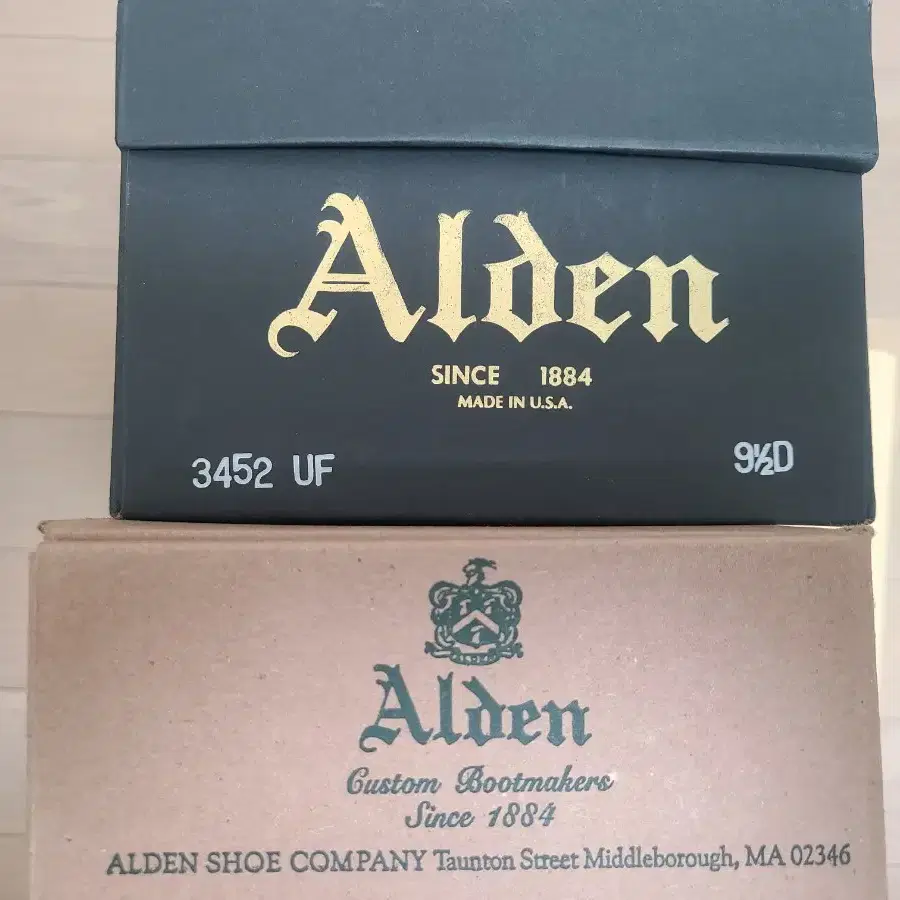 Alden
SINCE 1884
MADE IN U.S.A.
3452 UF 9½D
ALDEN
Alden
Custom Bootmakers
Since 1884
ALDEN SHOE COMPANY Taunton Street Middleborough, MA 02346